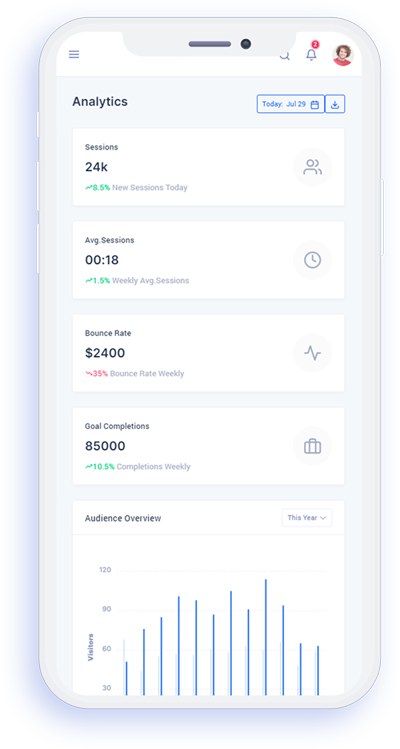 2
Analytics
Today: Jul 29
Sessions
24k
8.5% New Sessions Today
Avg.Sessions
00:18
1.5% Weekly Avg.Sessions
Bounce Rate
$2400
35% Bounce Rate Weekly
Goal Completions
85000
10.5% Completions Weekly
Audience Overview
This Year
120
90
60
30
Visitors